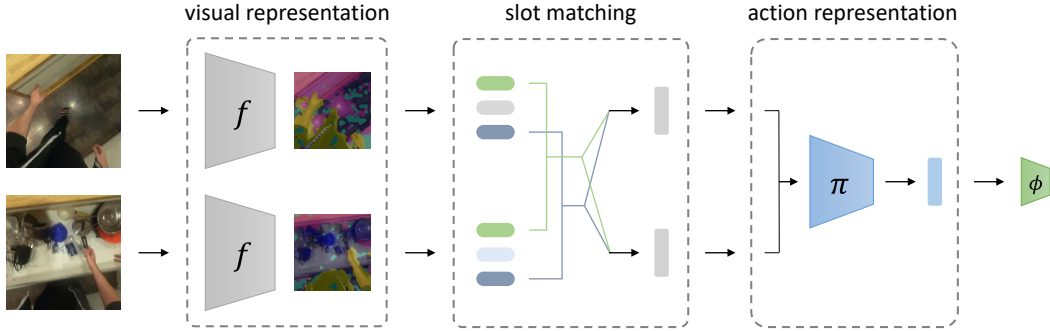 visual representation
slot matching
action representation
f
f
π
ϕ